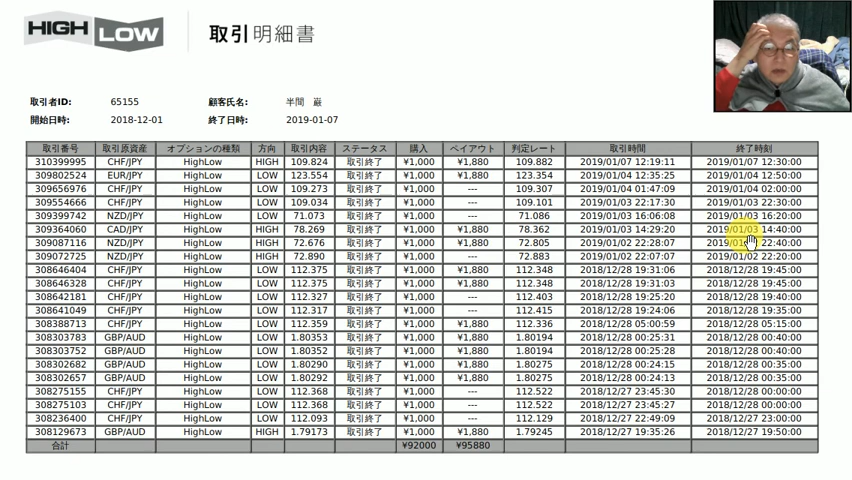 HIGH LOW 取引明細書
取引者ID: 65155 顧客氏名: 半間 巌
開始日時: 2018-12-01 終了日時: 2019-01-07
取引番号 取引原資産 オプションの種類 方向 取引内容 ステータス 購入 ペイアウト 判定レート 取引時間 終了時刻
310399995 CHF/JPY HighLow HIGH 109.824 取引終了 ¥1,000 ¥1,880 109.882 2019/01/07 12:19:11 2019/01/07 12:30:00
309802524 EUR/JPY HighLow LOW 123.554 取引終了 ¥1,000 ¥1,880 123.354 2019/01/04 12:35:25 2019/01/04 12:50:00
309656976 CHF/JPY HighLow LOW 109.273 取引終了 ¥1,000 --- 109.307 2019/01/04 01:47:09 2019/01/04 02:00:00
309554666 CHF/JPY HighLow LOW 109.034 取引終了 ¥1,000 --- 109.101 2019/01/03 22:17:30 2019/01/03 22:30:00
309399742 NZD/JPY HighLow LOW 71.073 取引終了 ¥1,000 --- 71.086 2019/01/03 16:06:08 2019/01/03 16:20:00
309364060 CAD/JPY HighLow HIGH 78.269 取引終了 ¥1,000 ¥1,880 78.362 2019/01/03 14:29:20 2019/01/03 14:40:00
309087116 NZD/JPY HighLow HIGH 72.676 取引終了 ¥1,000 ¥1,880 72.805 2019/01/02 22:28:07 2019/01/02 22:40:00
309072725 NZD/JPY HighLow HIGH 72.890 取引終了 ¥1,000 --- 72.883 2019/01/02 22:07:07 2019/01/02 22:20:00
308646404 CHF/JPY HighLow LOW 112.375 取引終了 ¥1,000 ¥1,880 112.348 2018/12/28 19:31:06 2018/12/28 19:45:00
308646328 CHF/JPY HighLow LOW 112.375 取引終了 ¥1,000 ¥1,880 112.348 2018/12/28 19:31:03 2018/12/28 19:45:00
308642181 CHF/JPY HighLow LOW 112.327 取引終了 ¥1,000 --- 112.403 2018/12/28 19:25:20 2018/12/28 19:40:00
308641049 CHF/JPY HighLow LOW 112.317 取引終了 ¥1,000 --- 112.415 2018/12/28 19:24:06 2018/12/28 19:35:00
308388713 CHF/JPY HighLow LOW 112.359 取引終了 ¥1,000 ¥1,880 112.336 2018/12/28 05:00:59 2018/12/28 05:15:00
308303783 GBP/AUD HighLow LOW 1.80353 取引終了 ¥1,000 ¥1,880 1.80194 2018/12/28 00:25:31 2018/12/28 00:40:00
308303752 GBP/AUD HighLow LOW 1.80352 取引終了 ¥1,000 ¥1,880 1.80194 2018/12/28 00:25:28 2018/12/28 00:40:00
308302682 GBP/AUD HighLow LOW 1.80290 取引終了 ¥1,000 ¥1,880 1.80275 2018/12/28 00:24:15 2018/12/28 00:35:00
308302657 GBP/AUD HighLow LOW 1.80292 取引終了 ¥1,000 ¥1,880 1.80275 2018/12/28 00:24:13 2018/12/28 00:35:00
308275155 CHF/JPY HighLow LOW 112.368 取引終了 ¥1,000 --- 112.522 2018/12/27 23:45:30 2018/12/28 00:00:00
308275103 CHF/JPY HighLow LOW 112.368 取引終了 ¥1,000 --- 112.522 2018/12/27 23:45:27 2018/12/28 00:00:00
308236400 CHF/JPY HighLow LOW 112.093 取引終了 ¥1,000 --- 112.129 2018/12/27 22:49:09 2018/12/27 23:00:00
308129673 GBP/AUD HighLow HIGH 1.79173 取引終了 ¥1,000 ¥1,880 1.79245 2018/12/27 19:35:26 2018/12/27 19:50:00
合計 ¥92000 ¥95880